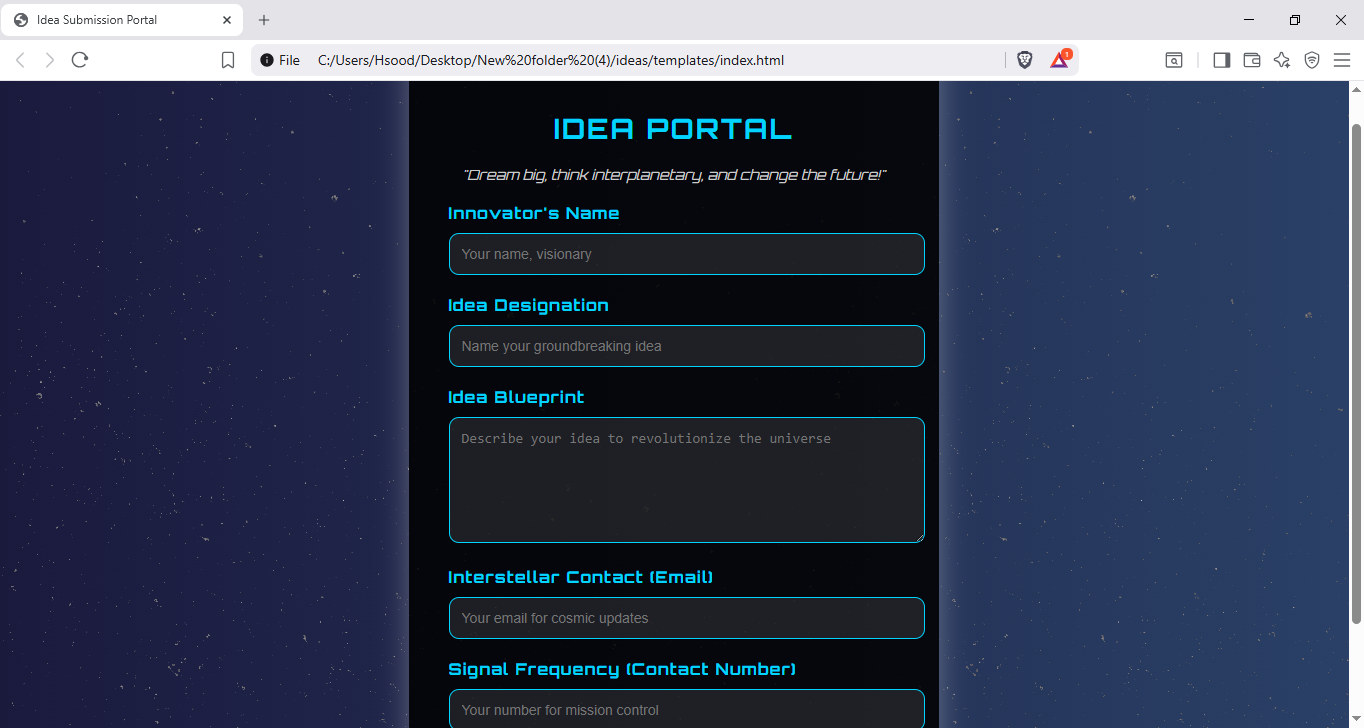 Idea Submission Portal
File C:/Users/Hsood/Desktop/New%20folder%20(4)/ideas/templates/index.html
1
IDEA PORTAL
"Dream big, think interplanetary, and change the future!"
Innovator's Name
Your name, visionary
Idea Designation
Name your groundbreaking idea
Idea Blueprint
Describe your idea to revolutionize the universe
Interstellar Contact (Email)
Your email for cosmic updates
Signal Frequency (Contact Number)
Your number for mission control